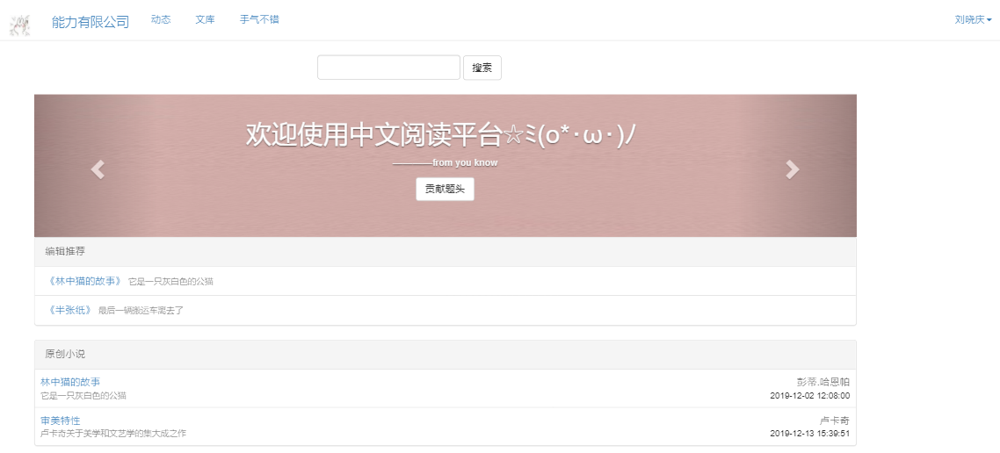 能力有限公司 动态 文库 手气不错 刘晓庆
搜索
欢迎使用中文阅读平台☆ミ(o*･ω･)ﾉ
————from you know
贡献题头
编辑推荐
《林中猫的故事》 它是一只灰白色的公猫
《半张纸》 最后一辆搬运车离去了
原创小说
林中猫的故事 彭蒂.哈恩帕
它是一只灰白色的公猫 2019-12-02 12:08:00
审美特性 卢卡奇
卢卡奇关于美学和文艺学的集大成之作 2019-12-13 15:39:51